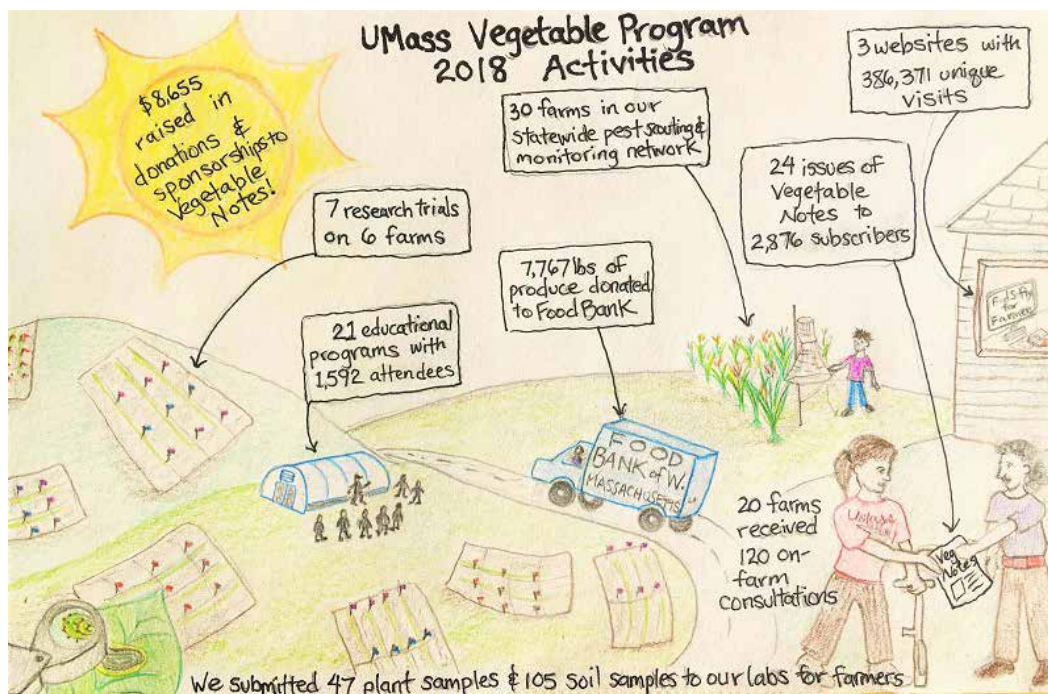 UMass Vegetable Program
2018 Activities
$8,655
raised in
donations &
sponsorships to
Vegetable
Notes!
7 research trials
on 6 farms
21 educational
programs with
1,592 attendees
7,767 lbs of
produce donated
to Food Bank
30 farms in our
statewide pest scouting &
monitoring network
24 issues of
Vegetable
Notes to
2,876 subscribers
3 websites with
386,371 unique
visits
for
Farmers
FOOD
BANK of W.
MASSACHUSETTS
20 farms
received
120 on-
farm
consultations
UMass
Veg
Notes
We submitted 47 plant samples & 105 soil samples to our labs for farmers